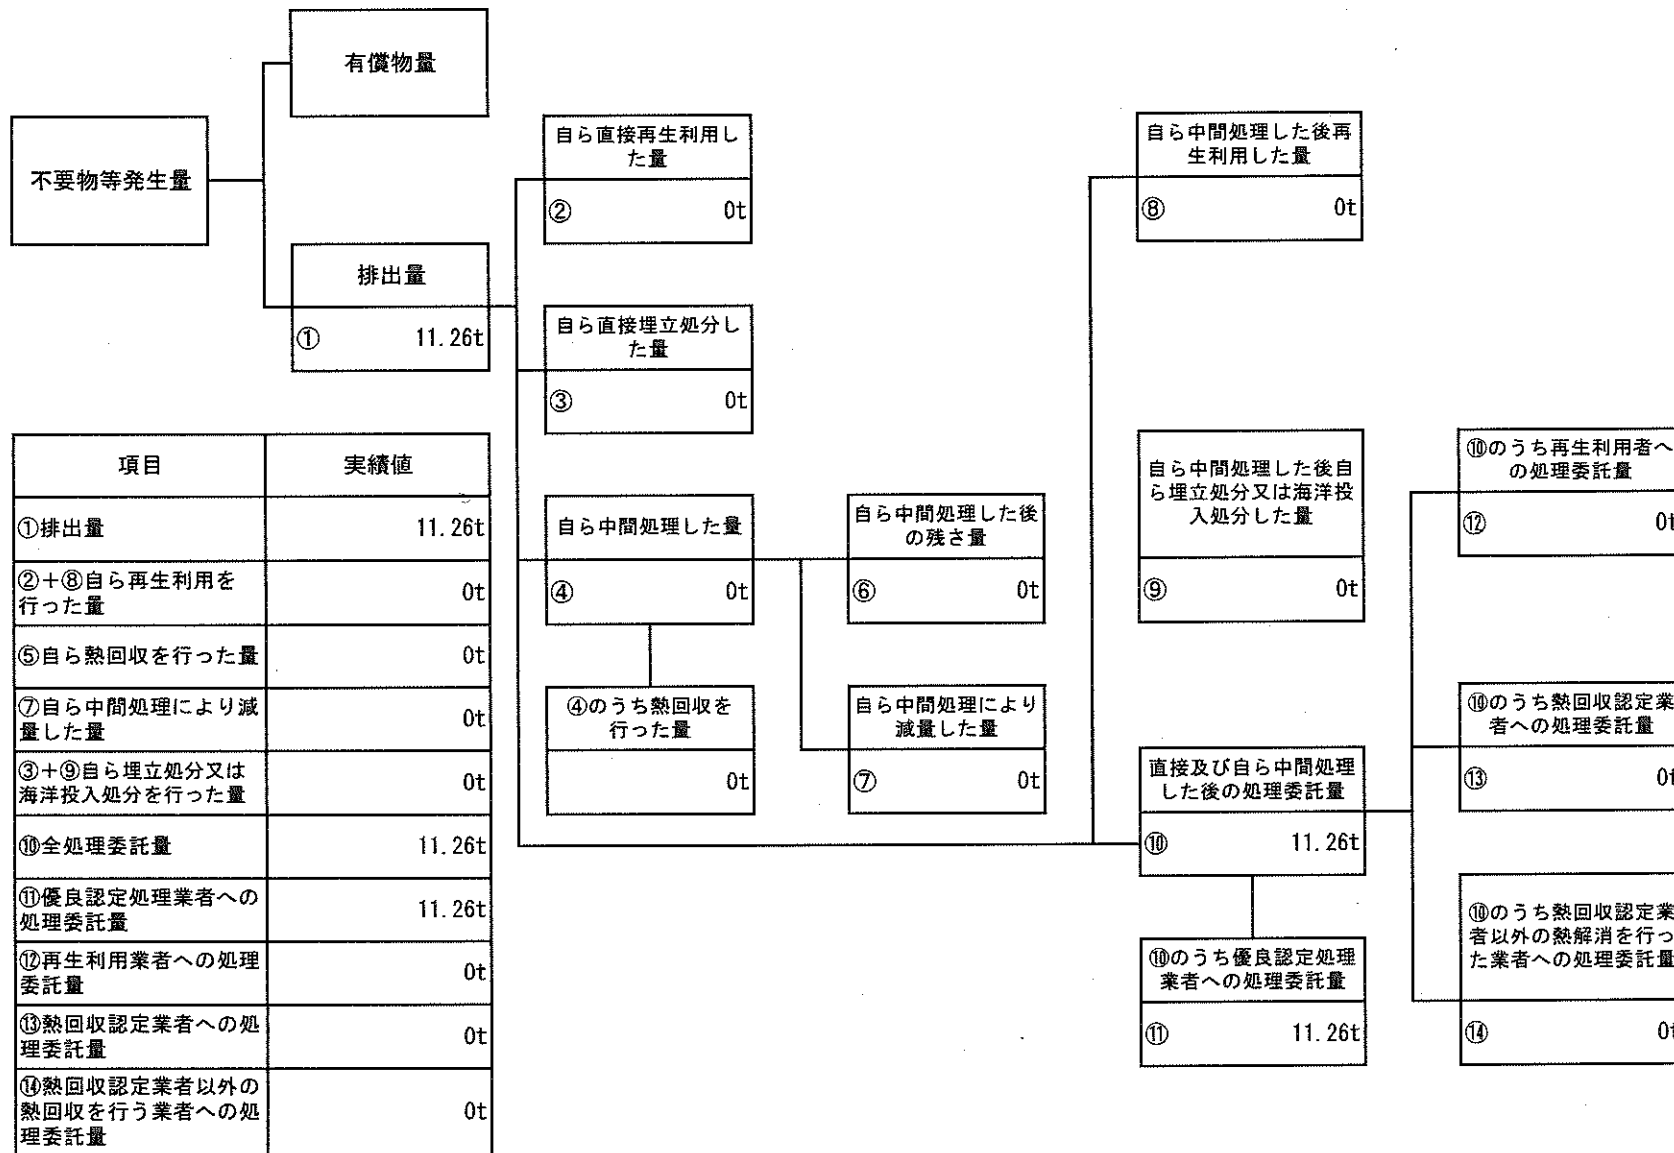 有償物量
不要物等発生量
排出量
① 11.26t
自ら直接再生利用し
た量
② 0t
自ら直接埋立処分し
た量
③ 0t
自ら中間処理した量
④ 0t
④のうち熱回収を
行った量
0t
自ら中間処理した後
の残さ量
⑥ 0t
自ら中間処理により
減量した量
⑦ 0t
自ら中間処理した後再
生利用した量
⑧ 0t
自ら中間処理した後自
ら埋立処分又は海洋投
入処分した量
⑨ 0t
直接及び自ら中間処理
した後の処理委託量
⑩ 11.26t
⑩のうち優良認定処理
業者への処理委託量
⑪ 11.26t
⑩のうち再生利用者へ
の処理委託量
⑫ 0t
⑩のうち熱回収認定業
者への処理委託量
⑬ 0t
⑩のうち熱回収認定業
者以外の熱解消を行っ
た業者への処理委託量
⑭ 0t
項目 実績値
①排出量 11.26t
②+⑧自ら再生利用を
行った量 0t
⑤自ら熱回収を行った量 0t
⑦自ら中間処理により減
量した量 0t
③+⑨自ら埋立処分又は
海洋投入処分を行った量 0t
⑩全処理委託量 11.26t
⑪優良認定処理業者への
処理委託量 11.26t
⑫再生利用業者への処理
委託量 0t
⑬熱回収認定業者への処
理委託量 0t
⑭熱回収認定業者以外の
熱回収を行う業者への処
理委託量 0t